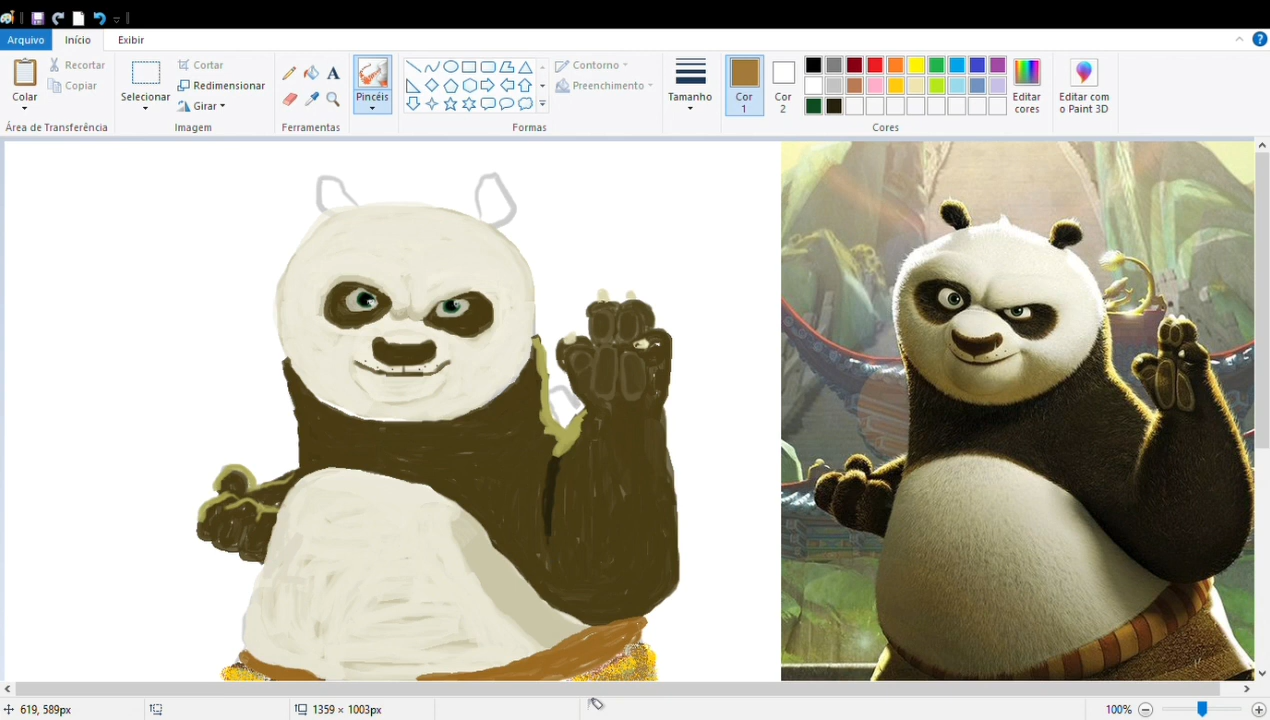 Arquivo Início Exibir
Colar
Recortar
Copiar
Selecionar
Cortar
Redimensionar
Girar
A
Pincéis
Contorno
Preenchimento
Tamanho
Cor 1
Cor 2
Editar cores
Editar com o Paint 3D
Área de Transferência Imagem Ferramentas Formas Cores
619, 589px 1359 × 1003px 100%